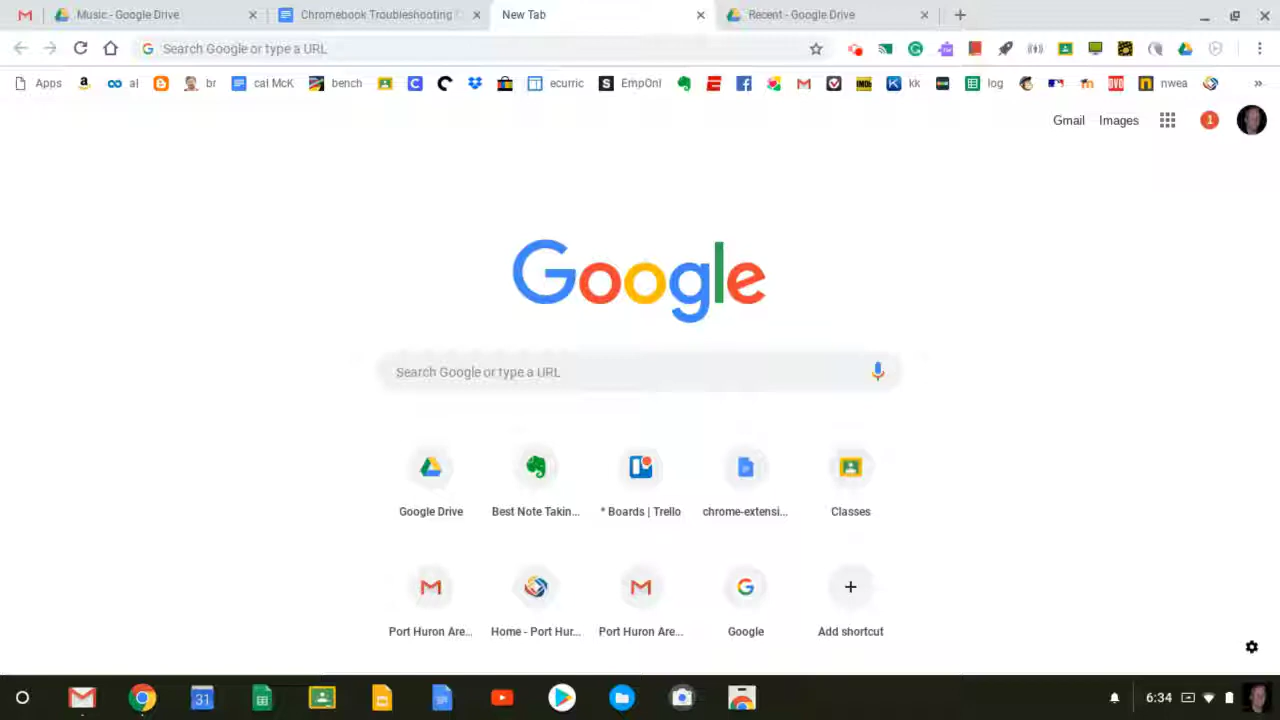 Music - Google Drive
Chromebook Troubleshooting
New Tab
Recent - Google Drive
Search Google or type a URL
Apps al br cal McK bench ecurric EmpOnl kk log nwea
Gmail Images 1
Google
Search Google or type a URL
Google Drive Best Note Takin... * Boards | Trello chrome-extensi... Classes
Port Huron Are... Home - Port Hur... Port Huron Are... Google Add shortcut
31 6:34